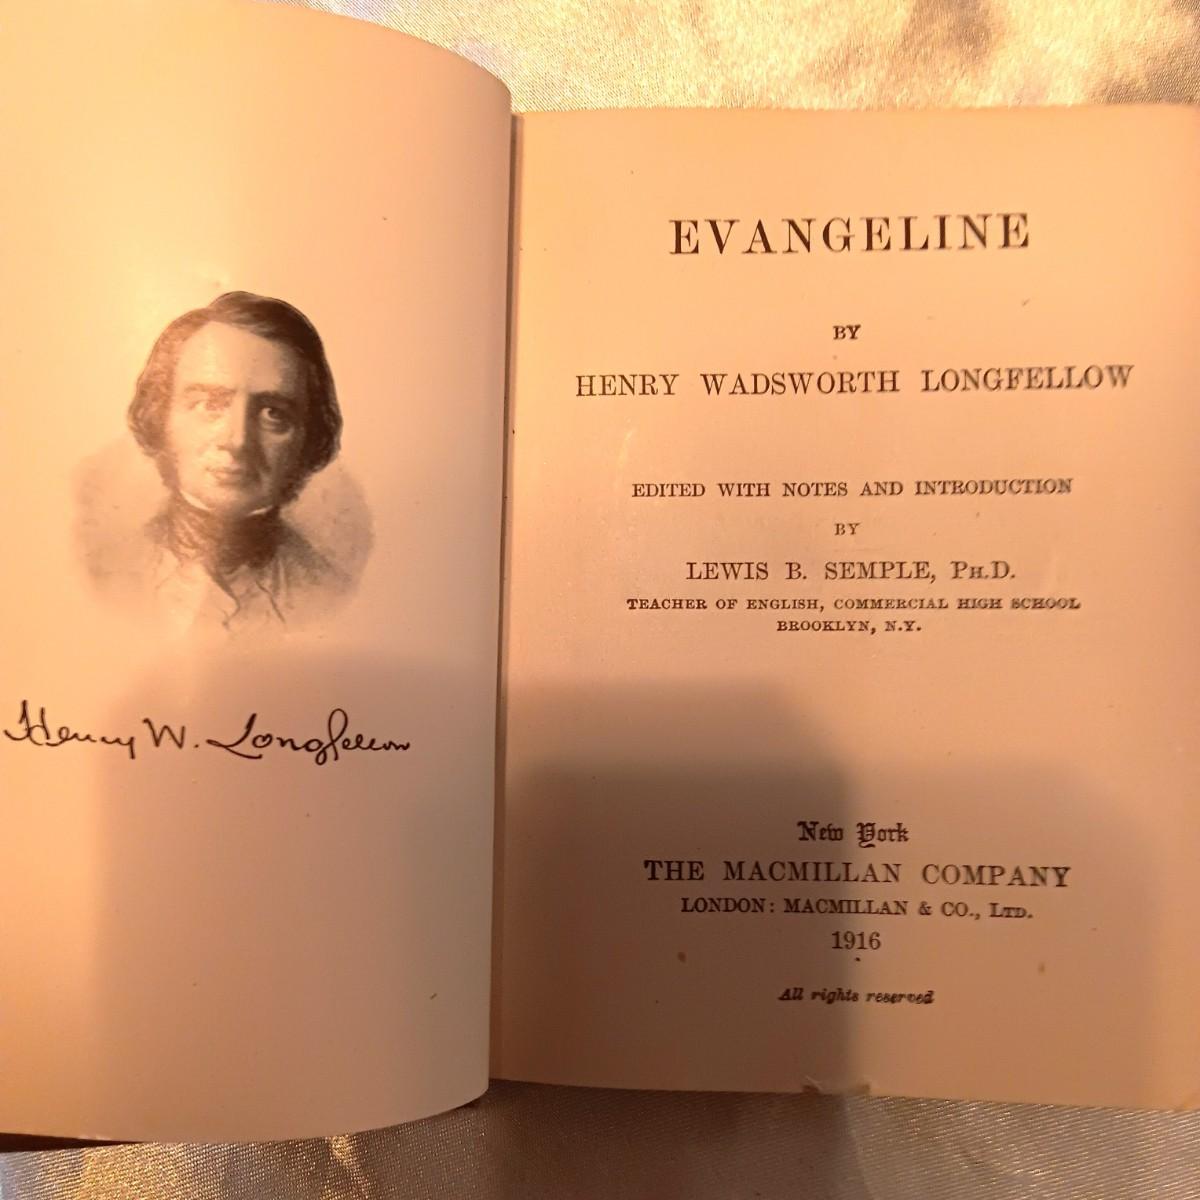 Henry W. Longfellow
EVANGELINE
BY
HENRY WADSWORTH LONGFELLOW
EDITED WITH NOTES AND INTRODUCTION
BY
LEWIS B. SEMPLE, PH.D.
TEACHER OF ENGLISH, COMMERCIAL HIGH SCHOOL
BROOKLYN, N.Y.
New York
THE MACMILLAN COMPANY
LONDON: MACMILLAN & CO., LTD.
1916
All rights reserved